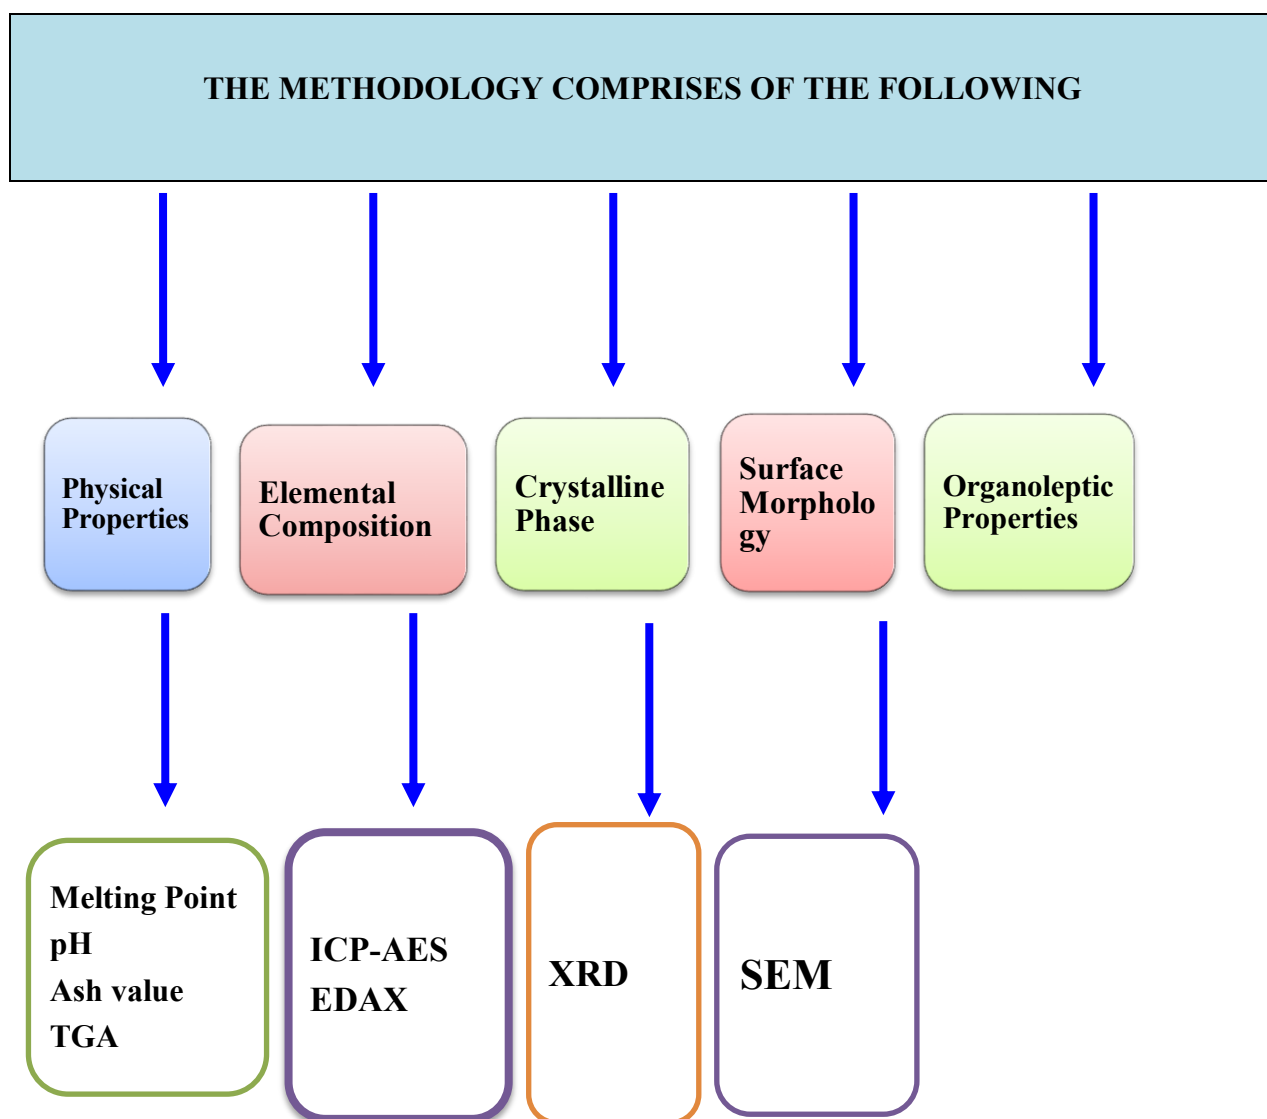 THE METHODOLOGY COMPRISES OF THE FOLLOWING
Physical
Properties
Elemental
Composition
Crystalline
Phase
Surface
Morpholo
gy
Organoleptic
Properties
Melting Point
pH
Ash value
TGA
ICP-AES
EDAX
XRD
SEM